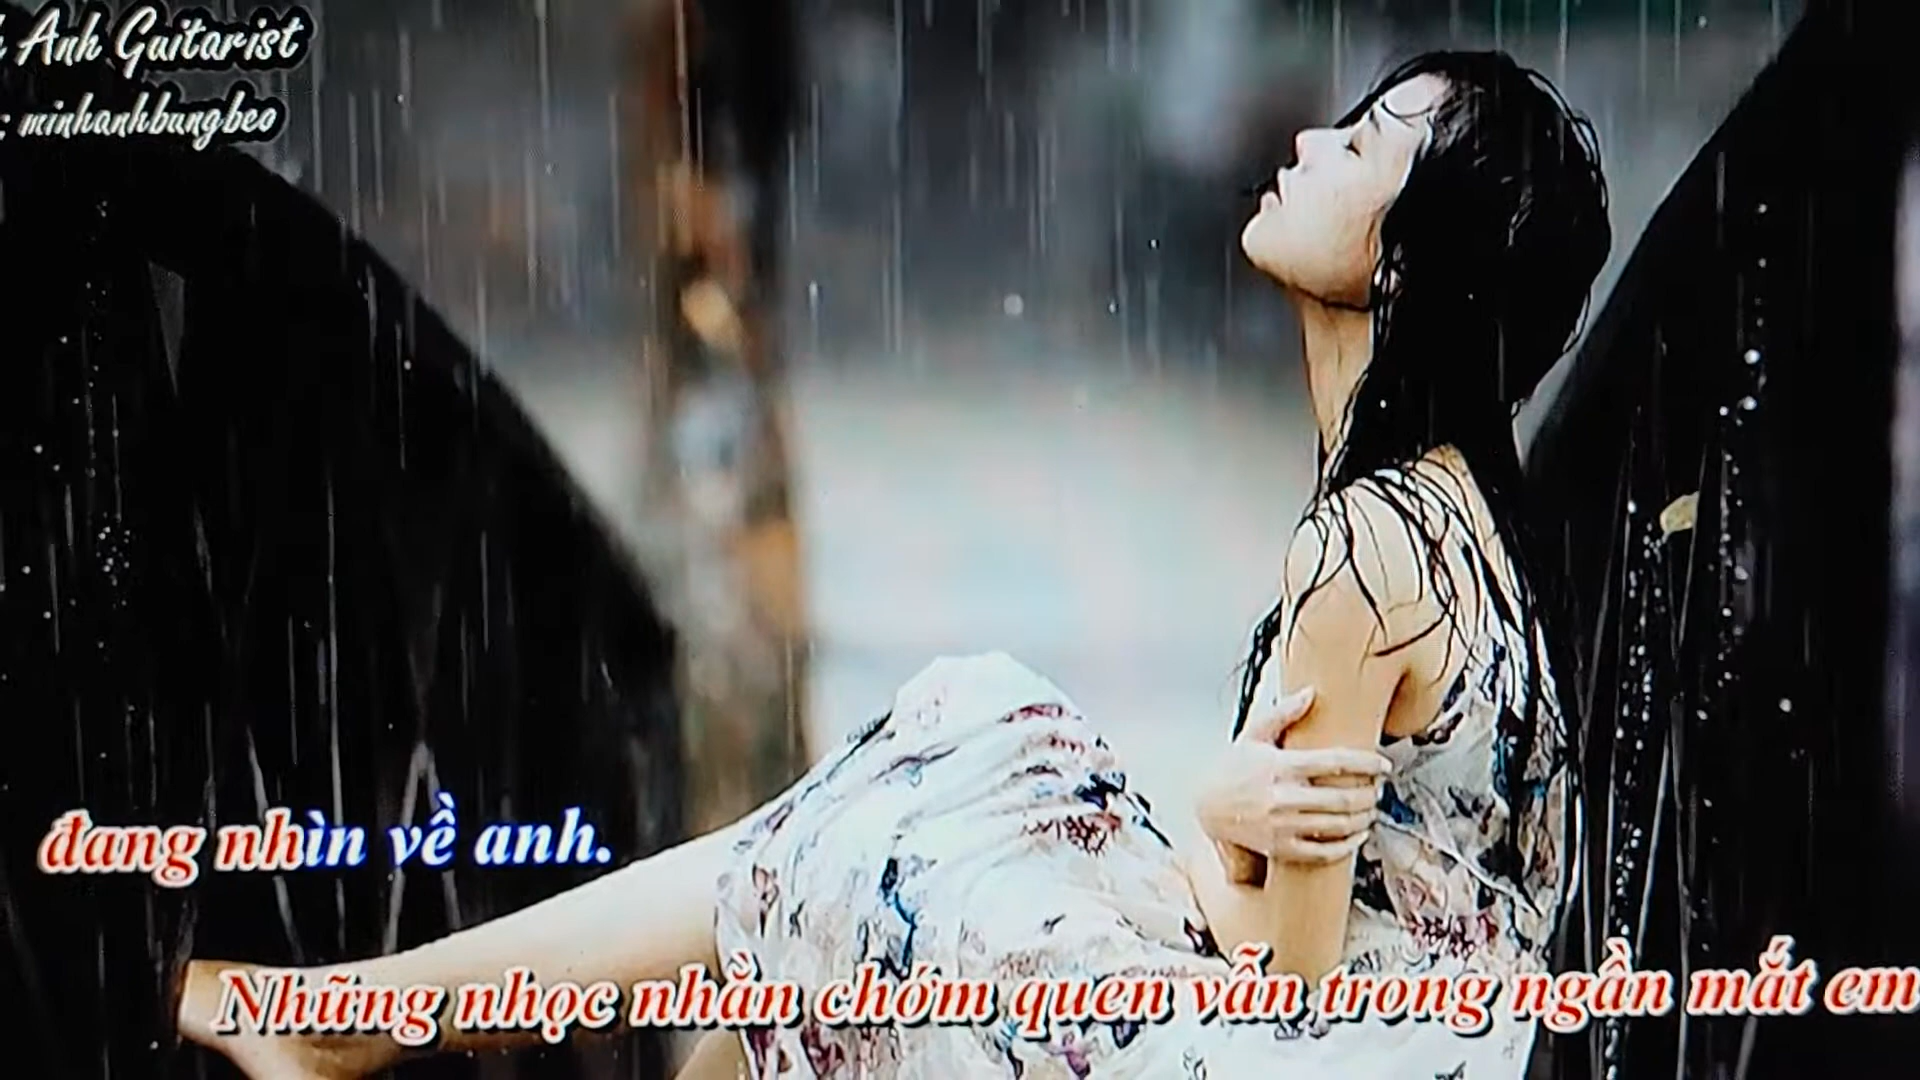 Anh Guitarist
: minhanhbungbeo
đang nhìn về anh.
Những nhọc nhằn chớm quen vẫn trong ngần mắt em